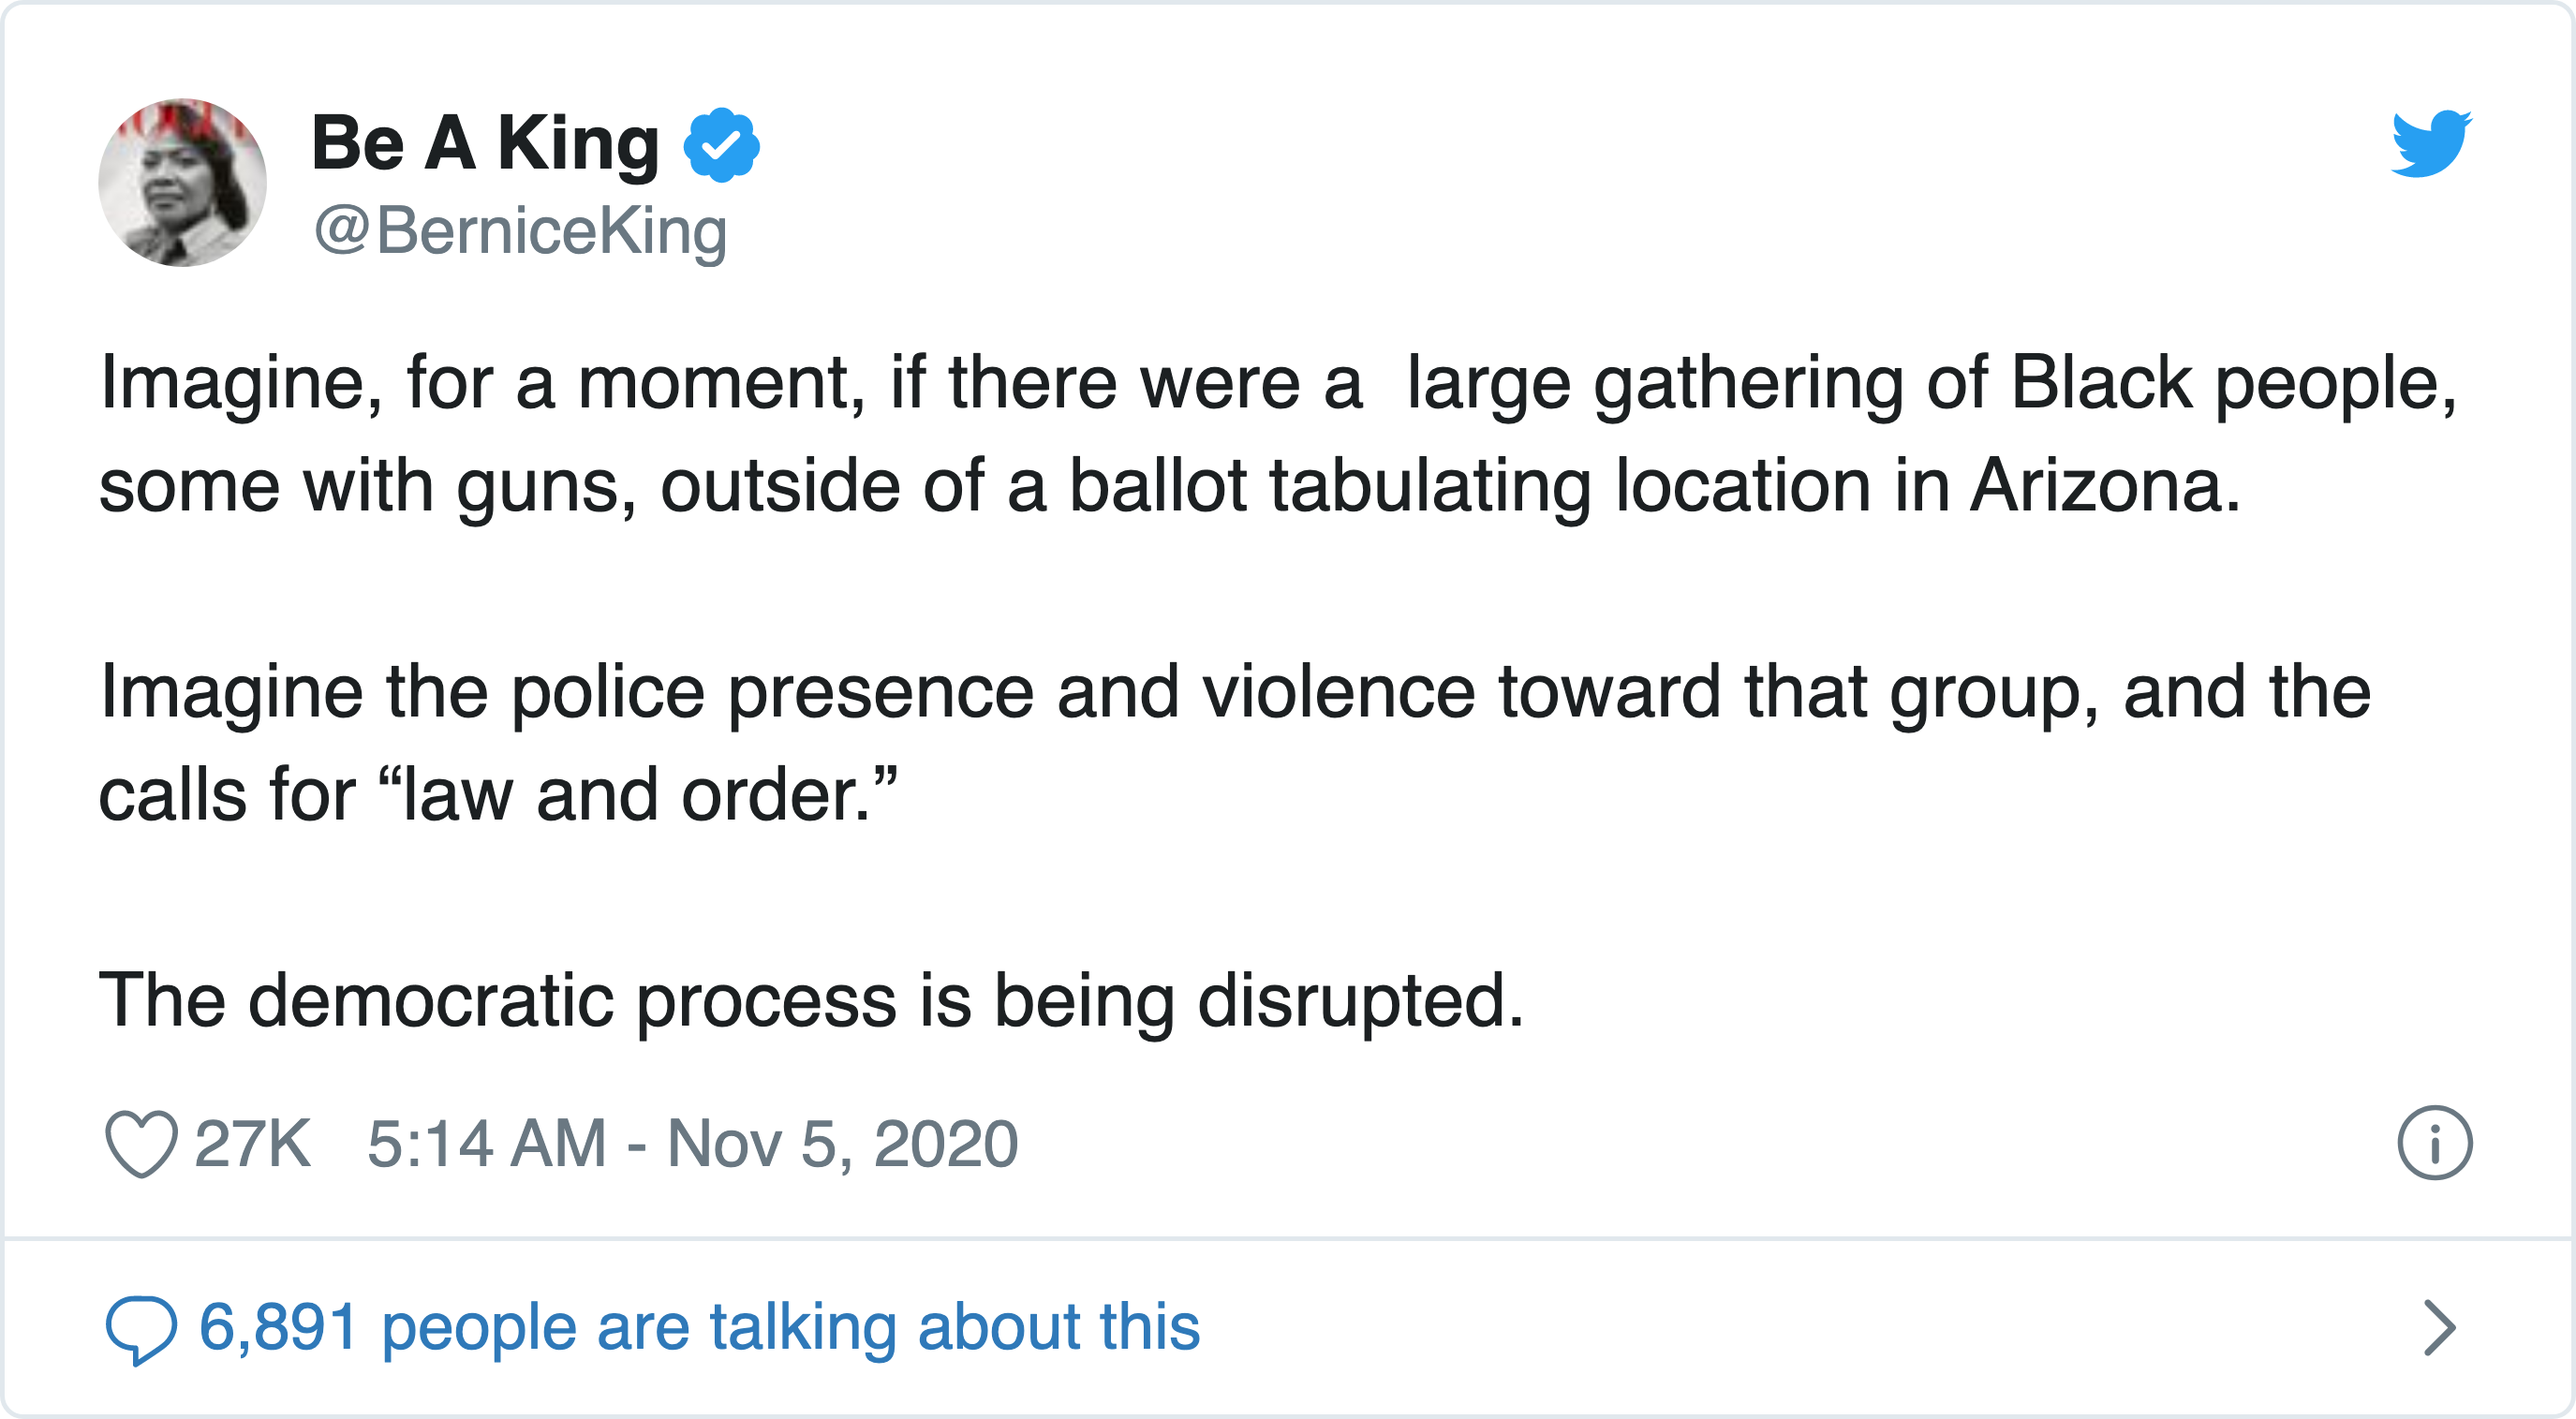 Be A King
@BerniceKing
Imagine, for a moment, if there were a  large gathering of Black people,
some with guns, outside of a ballot tabulating location in Arizona.
Imagine the police presence and violence toward that group, and the
calls for “law and order.”
The democratic process is being disrupted.
27K 5:14 AM - Nov 5, 2020
6,891 people are talking about this